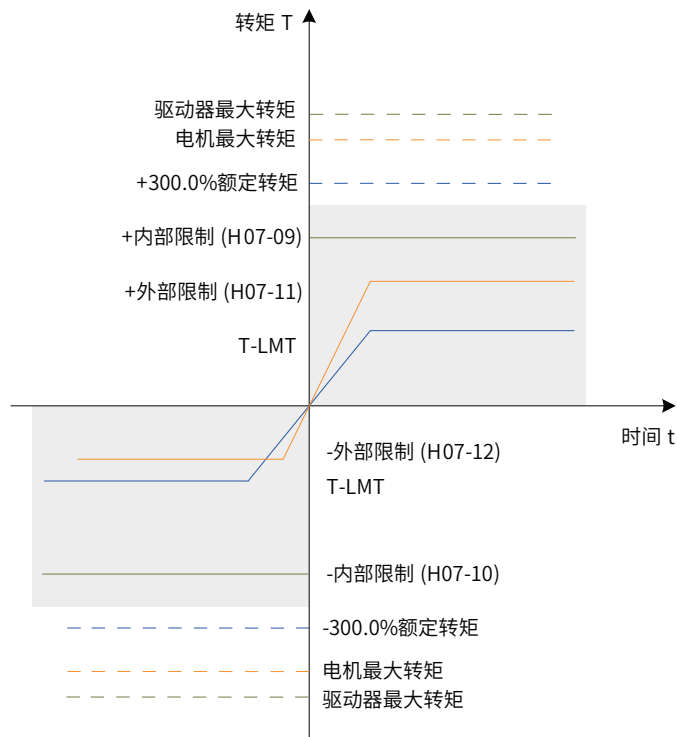 转矩 T
驱动器最大转矩
电机最大转矩
+300.0%额定转矩
+内部限制 (H07-09)
+外部限制 (H07-11)
T-LMT
时间 t
-外部限制 (H07-12)
T-LMT
-内部限制 (H07-10)
-300.0%额定转矩
电机最大转矩
驱动器最大转矩